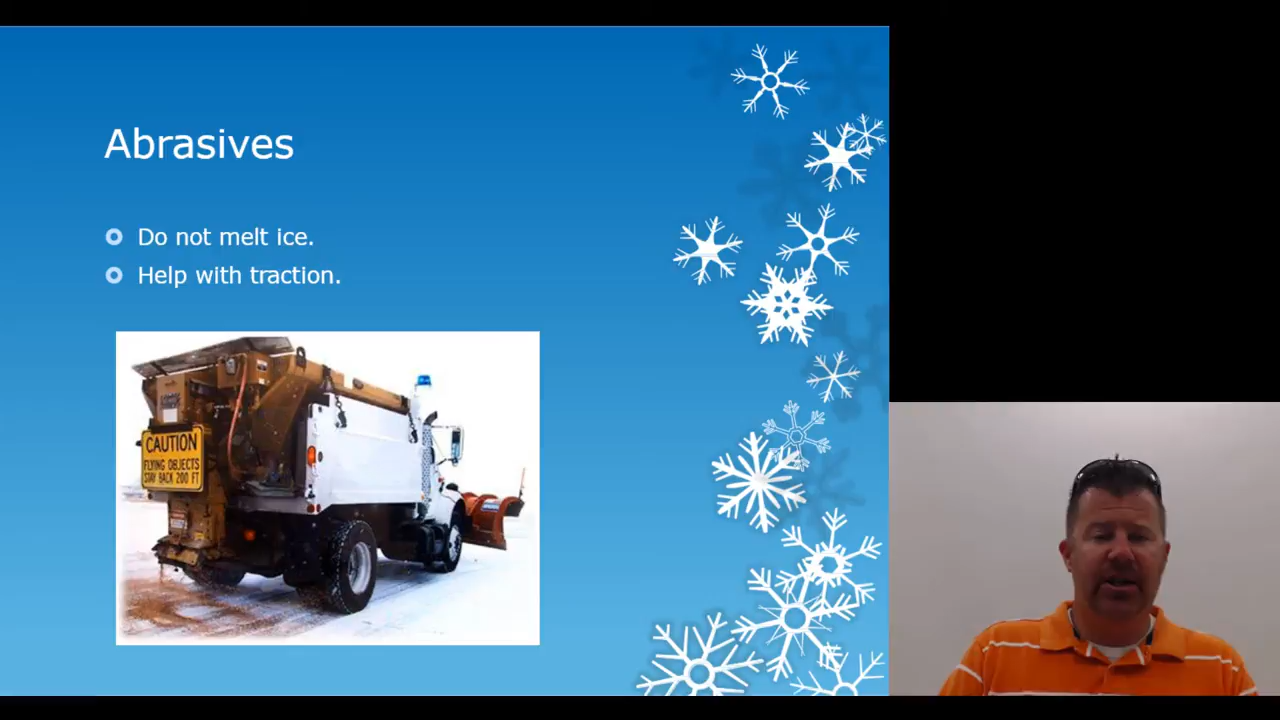 Abrasives
Do not melt ice.
Help with traction.
CAUTION
FLYING OBJECTS
STAY BACK 200 FT